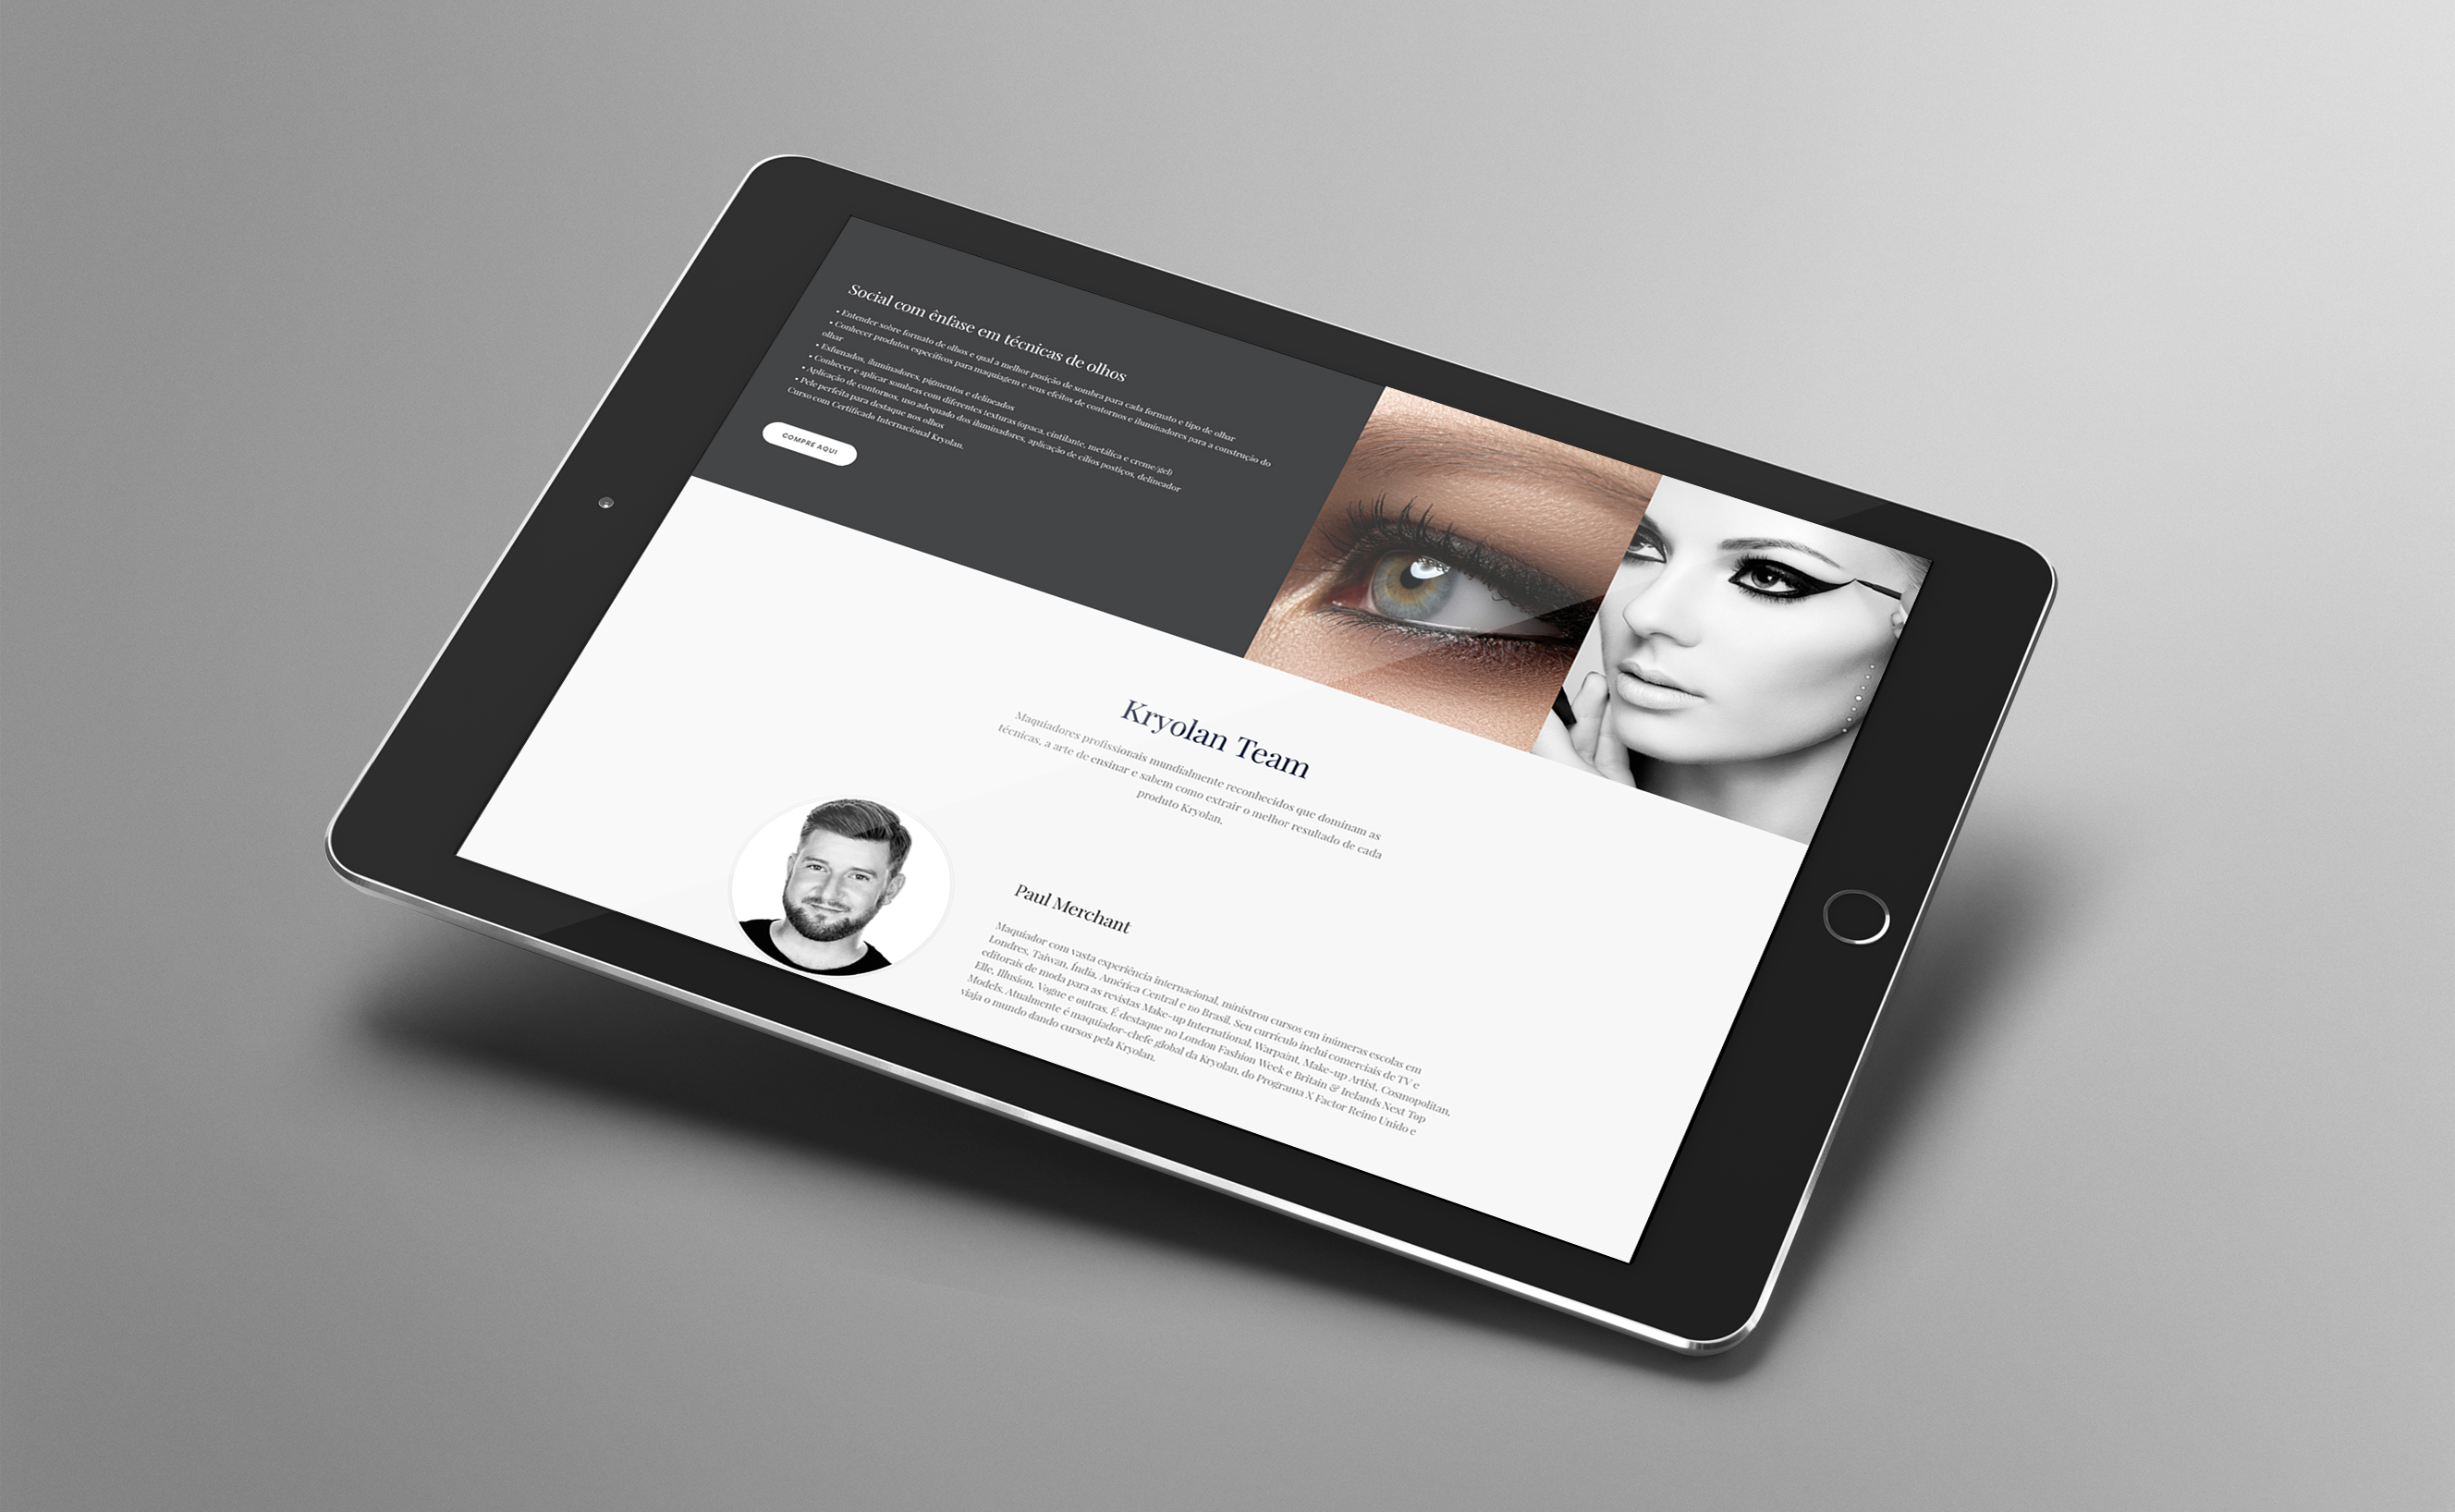 Social com ênfase em técnicas de olhos
• Entender sobre formato de olhos e qual a melhor posição de sombra para cada formato e tipo de olhar
• Conhecer produtos específicos para maquiagem e seus efeitos de contornos e iluminadores para a construção do
olhar
• Esfumados, iluminadores, pigmentos e delineados
• Conhecer e aplicar sombras com diferentes texturas (opaca, cintilante, metálica e creme/gel)
• Aplicação de contornos, uso adequado dos iluminadores, aplicação de cílios postiços, delineador
• Pele perfeita para destaque nos olhos
Curso com Certificado Internacional Kryolan.
COMPRE AQUI
Kryolan Team
Maquiadores profissionais mundialmente reconhecidos que dominam as
técnicas, a arte de ensinar e sabem como extrair o melhor resultado de cada
produto Kryolan.
Paul Merchant
Maquiador com vasta experiência internacional, ministrou cursos em inúmeras escolas em
Londres, Taiwan, Índia, América Central e no Brasil. Seu currículo inclui comerciais de TV e
editorais de moda para as revistas Make-up International, Warpaint, Make-up Artist, Cosmopolitan,
Elle, Illusion, Vogue e outras. É destaque no London Fashion Week e Britain & Irelands Next Top
Models. Atualmente é maquiador-chefe global da Kryolan, do Programa X Factor Reino Unido e
viaja o mundo dando cursos pela Kryolan.